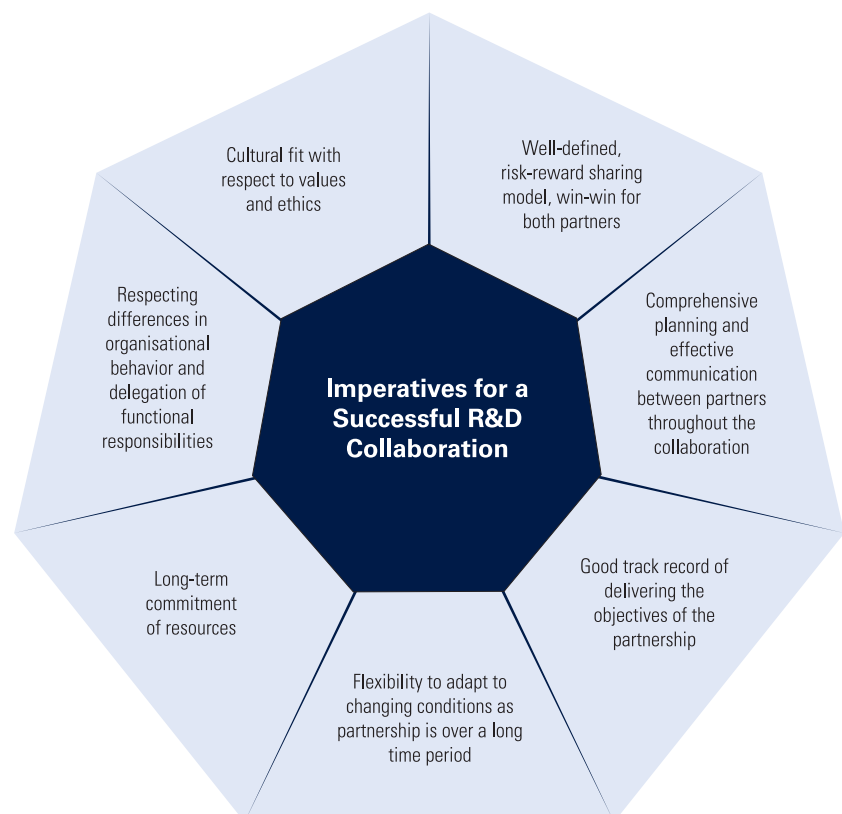 Cultural fit with
respect to values
and ethics
Well-defined,
risk-reward sharing
model, win-win for
both partners
Respecting
differences in
organisational
behavior and
delegation of
functional
responsibilities
Imperatives for a
Successful R&D
Collaboration
Comprehensive
planning and
effective
communication
between partners
throughout the
collaboration
Long-term
commitment
of resources
Good track record of
delivering the
objectives of the
partnership
Flexibility to adapt to
changing conditions as
partnership is over a long
time period